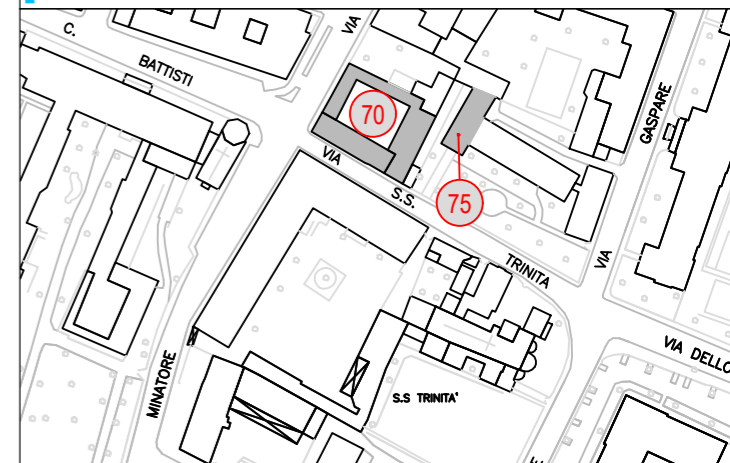 C.
BATTISTI
VIA
GASPARE
70
VIA
S.S.
75
TRINITA
VIA
VIA DELLO
MINATORE
S.S TRINITA'